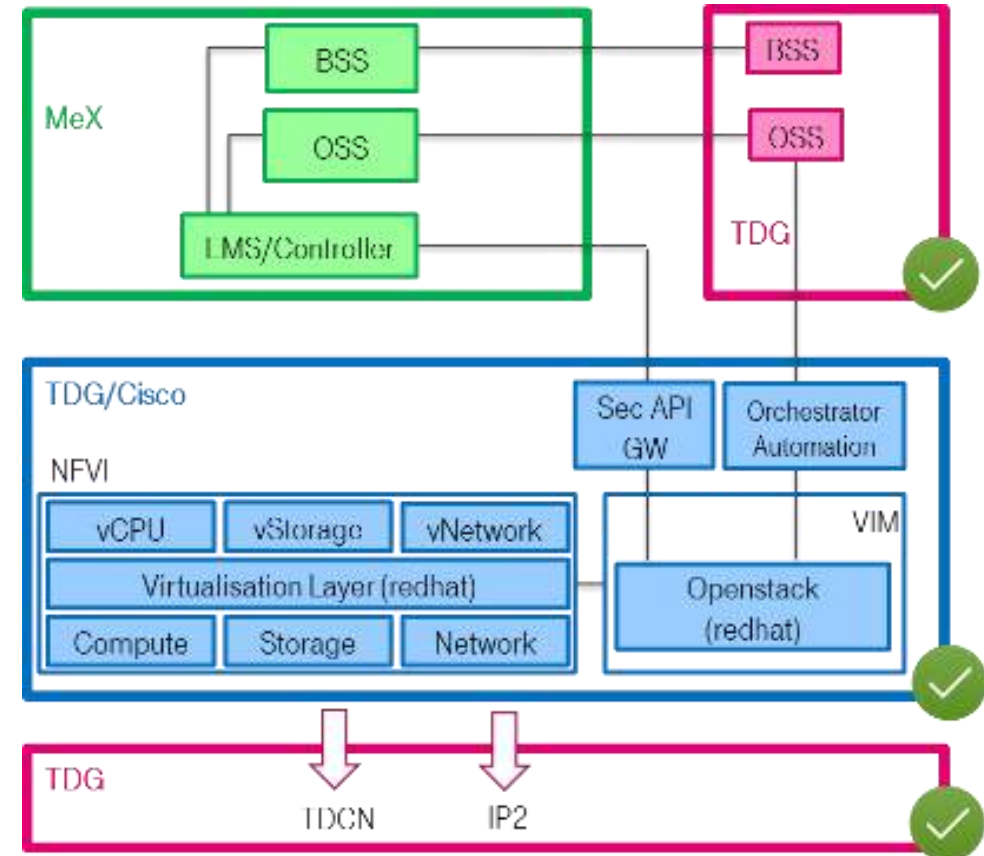 BSS
BSS
MeX
OSS
OSS
TDG
LMS/Controller
TDG/Cisco
Sec API
GW
Orchestrator
Automation
NFVI
vCPU
vStorage
vNetwork
VIM
Virtualisation Layer (redhat)
Openstack
(redhat)
Compute
Storage
Network
TDG
TDCN
IP2